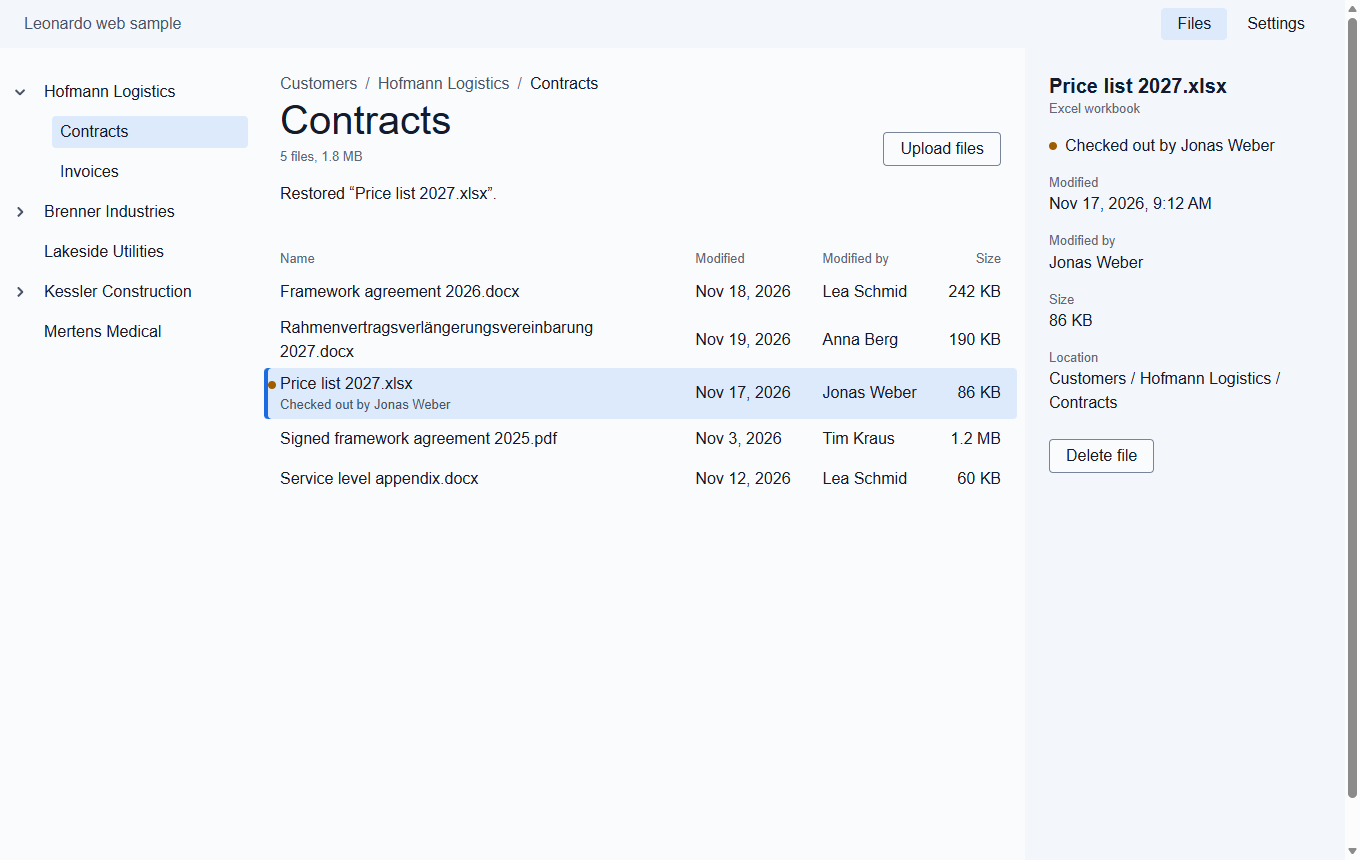 Leonardo web sample
Files
Settings
Hofmann Logistics
Contracts
Invoices
Brenner Industries
Lakeside Utilities
Kessler Construction
Mertens Medical
Customers / Hofmann Logistics / Contracts
Contracts
5 files, 1.8 MB
Upload files
Restored “Price list 2027.xlsx”.
Name Modified Modified by Size
Framework agreement 2026.docx Nov 18, 2026 Lea Schmid 242 KB
Rahmenvertragsverlängerungsvereinbarung
2027.docx Nov 19, 2026 Anna Berg 190 KB
Price list 2027.xlsx Nov 17, 2026 Jonas Weber 86 KB
Checked out by Jonas Weber
Signed framework agreement 2025.pdf Nov 3, 2026 Tim Kraus 1.2 MB
Service level appendix.docx Nov 12, 2026 Lea Schmid 60 KB
Price list 2027.xlsx
Excel workbook
Checked out by Jonas Weber
Modified
Nov 17, 2026, 9:12 AM
Modified by
Jonas Weber
Size
86 KB
Location
Customers / Hofmann Logistics /
Contracts
Delete file